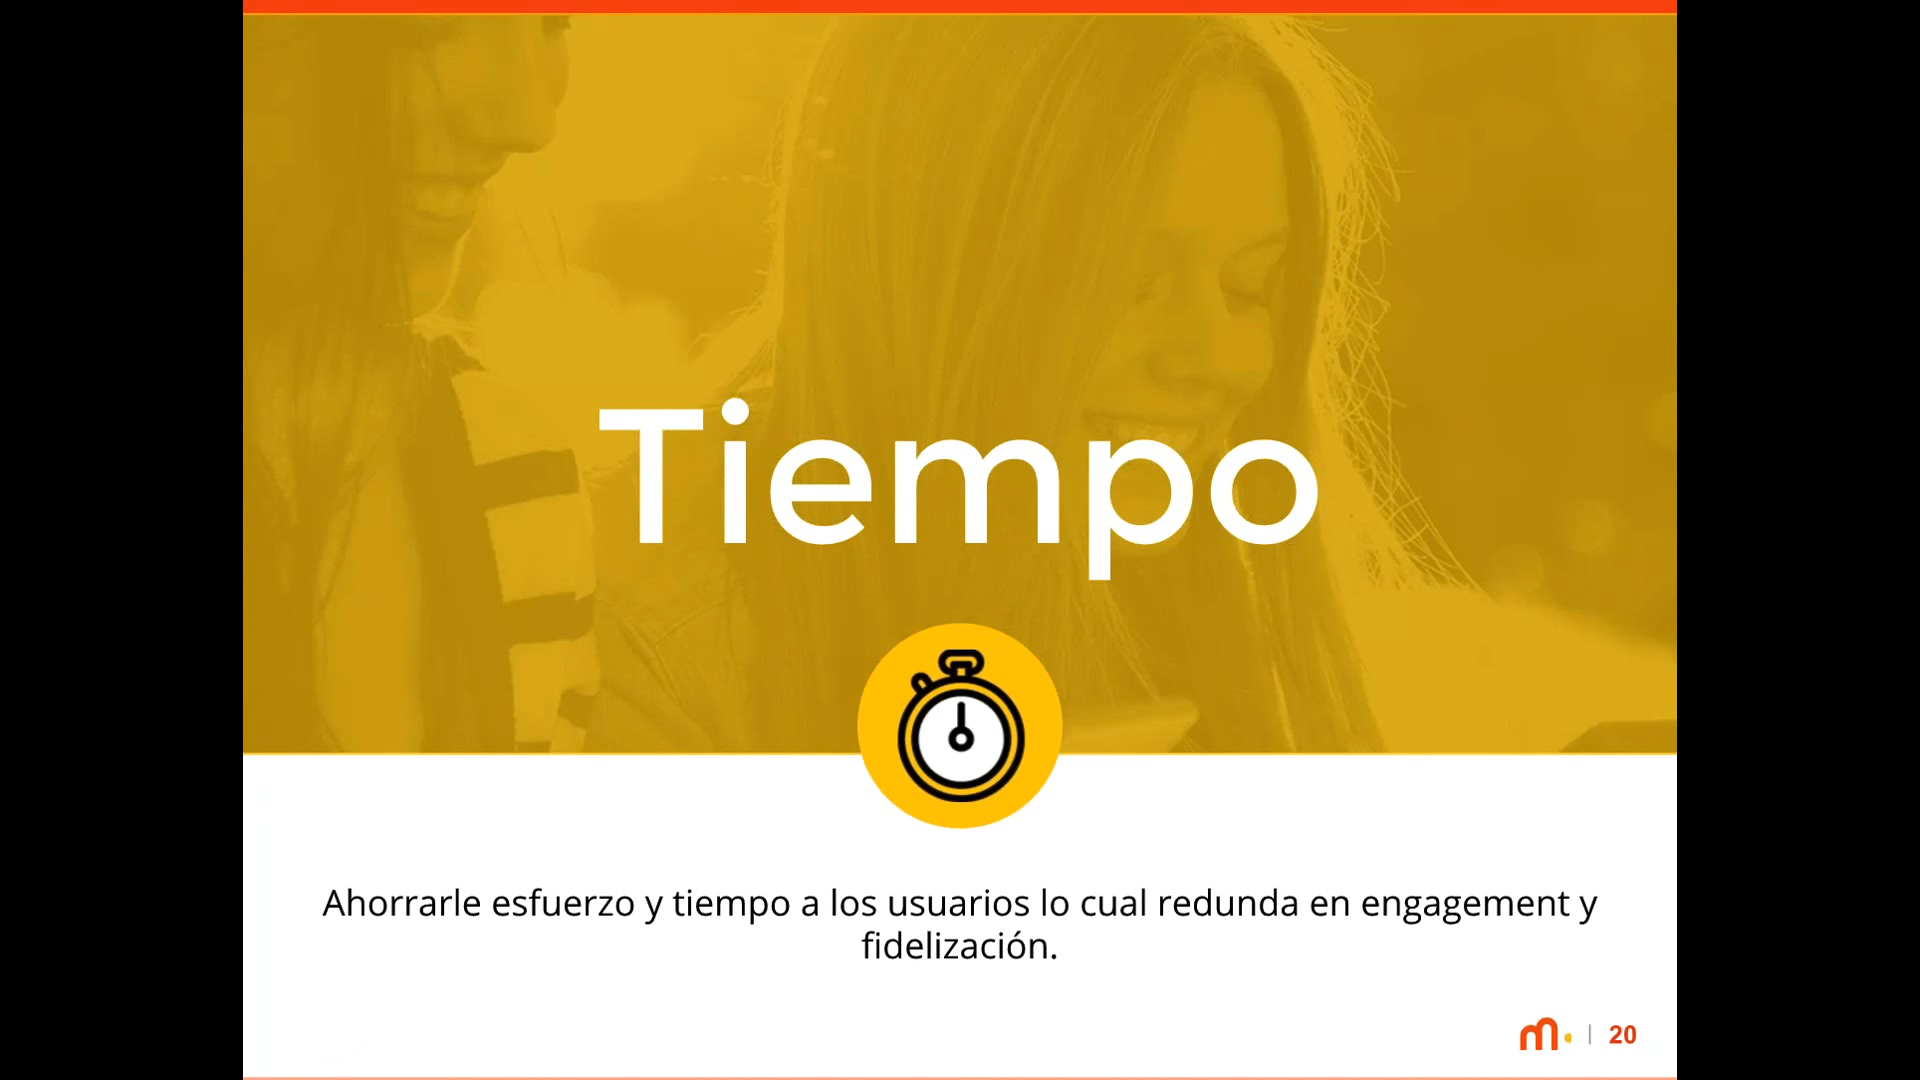 Tiempo
Ahorrarle esfuerzo y tiempo a los usuarios lo cual redunda en engagement y
fidelización.
m. | 20